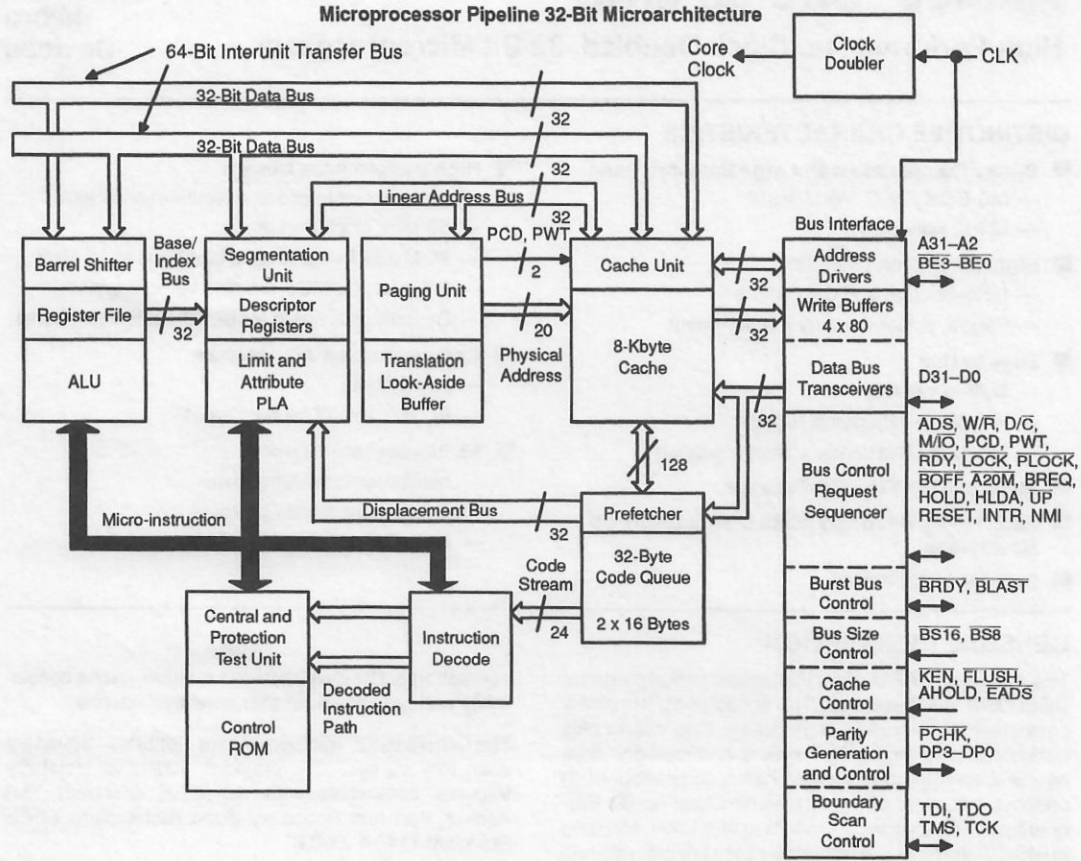 Microprocessor Pipeline 32-Bit Microarchitecture
64-Bit Interunit Transfer Bus
Core
Clock
Clock
Doubler
CLK
32-Bit Data Bus
32
32-Bit Data Bus
32
32
Linear Address Bus
32
PCD, PWT
2
Bus Interface
Barrel Shifter
Register File
ALU
Base/
Index
Bus
32
Segmentation
Unit
Descriptor
Registers
Limit and
Attribute
PLA
Paging Unit
Translation
Look-Aside
Buffer
20
Physical
Address
Cache Unit
8-Kbyte
Cache
32
32
32
128
Address
Drivers
A31–A2
BE3–BE0
Write Buffers
4 x 80
Data Bus
Transceivers
D31–D0
Bus Control
Request
Sequencer
ADS, W/R, D/C,
M/IO, PCD, PWT,
RDY, LOCK, PLOCK,
BOFF, A20M, BREQ,
HOLD, HLDA, UP
RESET, INTR, NMI
Micro-instruction
Displacement Bus
32
Prefetcher
32-Byte
Code Queue
2 x 16 Bytes
Code
Stream
24
Central and
Protection
Test Unit
Control
ROM
Instruction
Decode
Decoded
Instruction
Path
Burst Bus
Control
BRDY, BLAST
Bus Size
Control
BS16, BS8
Cache
Control
KEN, FLUSH,
AHOLD, EADS
Parity
Generation
and Control
PCHK,
DP3–DP0
Boundary
Scan
Control
TDI, TDO
TMS, TCK